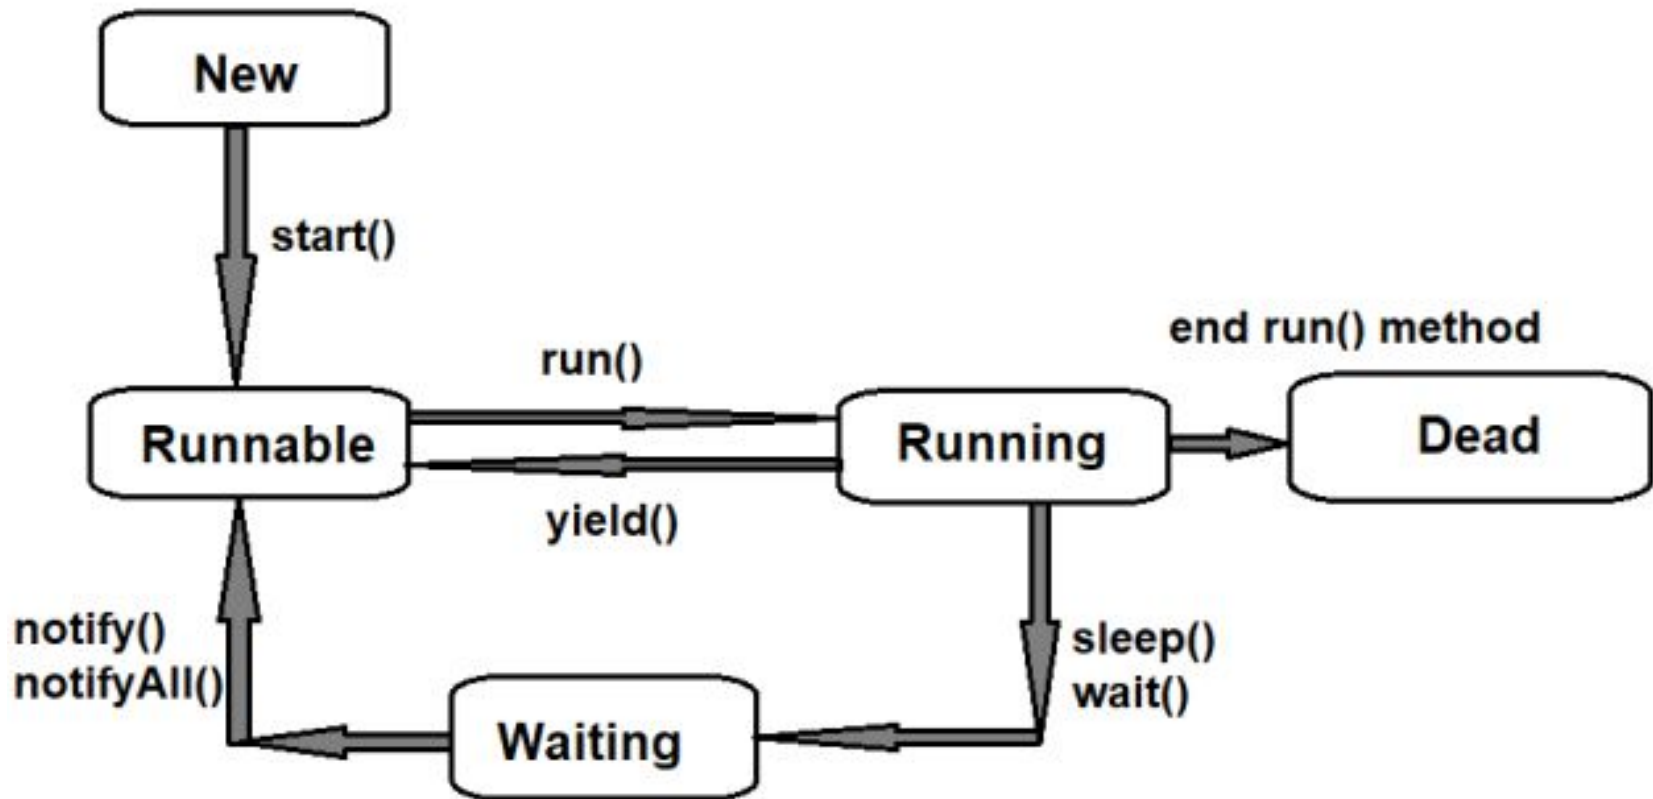 New
start()
run()
end run() method
Runnable
Running
Dead
yield()
notify()
notifyAll()
sleep()
wait()
Waiting